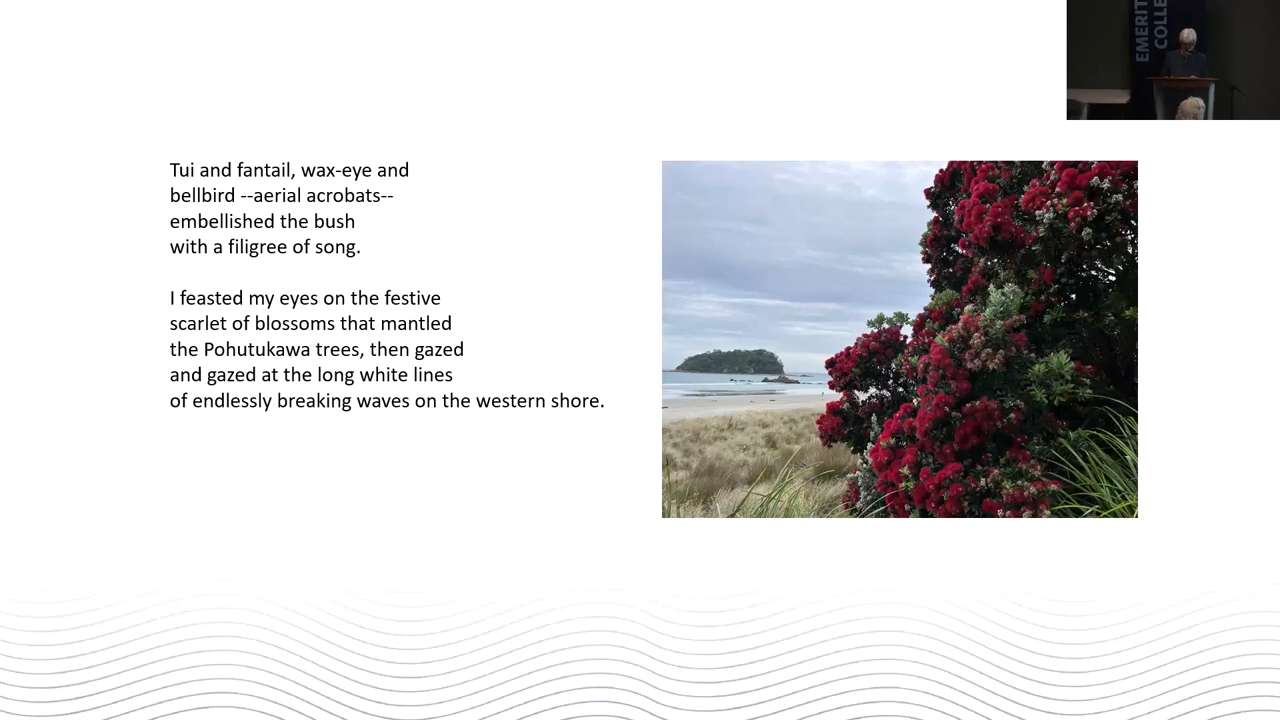 EMERIT
COLLE
Tui and fantail, wax-eye and
bellbird --aerial acrobats--
embellished the bush
with a filigree of song.
I feasted my eyes on the festive
scarlet of blossoms that mantled
the Pohutukawa trees, then gazed
and gazed at the long white lines
of endlessly breaking waves on the western shore.